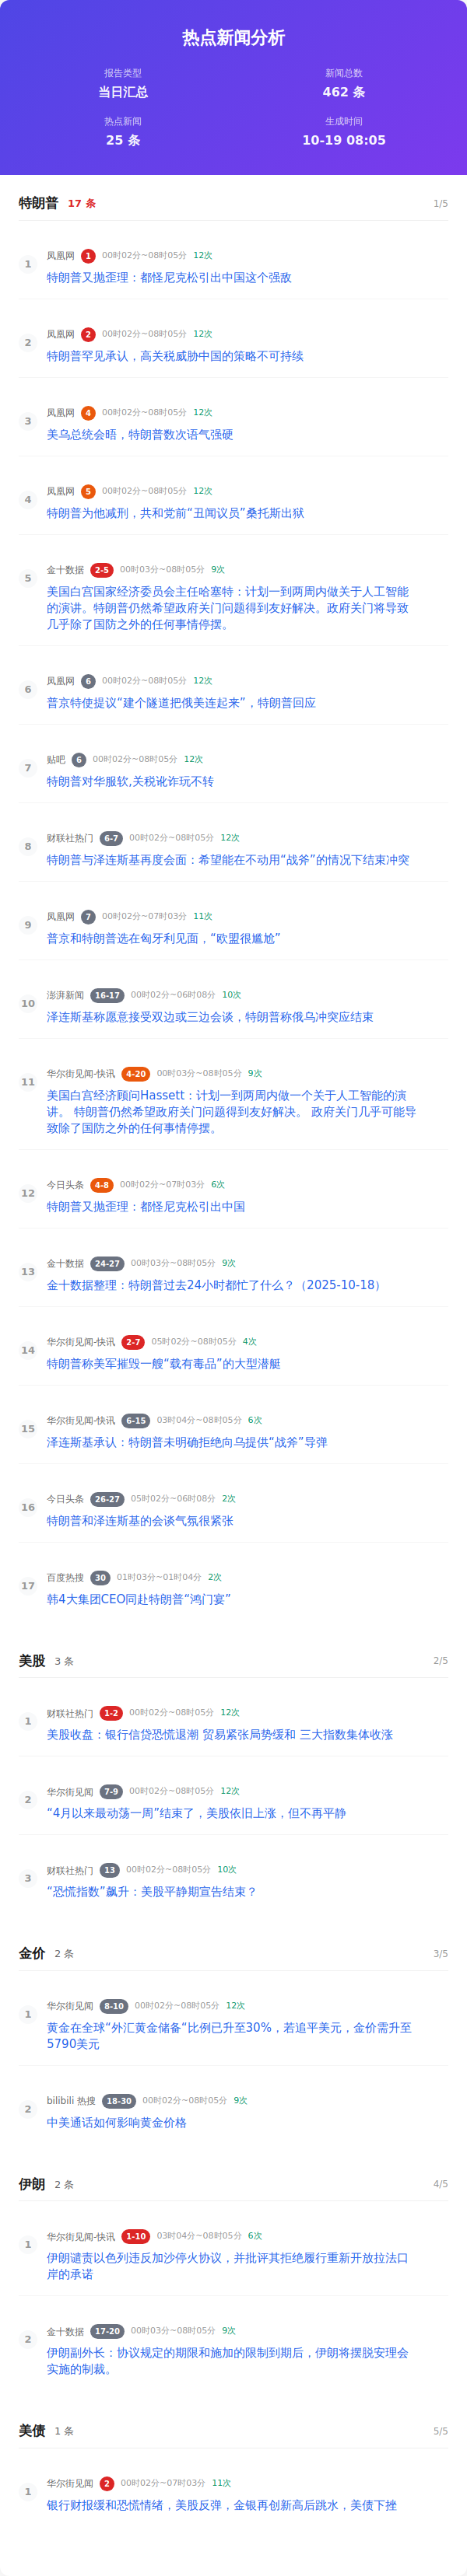 热点新闻分析
报告类型
当日汇总
新闻总数
462 条
热点新闻
25 条
生成时间
10-19 08:05
特朗普 17 条 1/5
1 凤凰网 1 00时02分~08时05分 12次
特朗普又抛歪理：都怪尼克松引出中国这个强敌
2 凤凰网 2 00时02分~08时05分 12次
特朗普罕见承认，高关税威胁中国的策略不可持续
3 凤凰网 4 00时02分~08时05分 12次
美乌总统会晤，特朗普数次语气强硬
4 凤凰网 5 00时02分~08时05分 12次
特朗普为他减刑，共和党前“丑闻议员”桑托斯出狱
5 金十数据 2-5 00时03分~08时05分 9次
美国白宫国家经济委员会主任哈塞特：计划一到两周内做关于人工智能
的演讲。特朗普仍然希望政府关门问题得到友好解决。政府关门将导致
几乎除了国防之外的任何事情停摆。
6 凤凰网 6 00时02分~08时05分 12次
普京特使提议“建个隧道把俄美连起来”，特朗普回应
7 贴吧 6 00时02分~08时05分 12次
特朗普对华服软,关税讹诈玩不转
8 财联社热门 6-7 00时02分~08时05分 12次
特朗普与泽连斯基再度会面：希望能在不动用“战斧”的情况下结束冲突
9 凤凰网 7 00时02分~07时03分 11次
普京和特朗普选在匈牙利见面，“欧盟很尴尬”
10 澎湃新闻 16-17 00时02分~06时08分 10次
泽连斯基称愿意接受双边或三边会谈，特朗普称俄乌冲突应结束
11 华尔街见闻-快讯 4-20 00时03分~08时05分 9次
美国白宫经济顾问Hassett：计划一到两周内做一个关于人工智能的演
讲。 特朗普仍然希望政府关门问题得到友好解决。 政府关门几乎可能导
致除了国防之外的任何事情停摆。
12 今日头条 4-8 00时02分~07时03分 6次
特朗普又抛歪理：都怪尼克松引出中国
13 金十数据 24-27 00时03分~08时05分 9次
金十数据整理：特朗普过去24小时都忙了什么？（2025-10-18）
14 华尔街见闻-快讯 2-7 05时02分~08时05分 4次
特朗普称美军摧毁一艘“载有毒品”的大型潜艇
15 华尔街见闻-快讯 6-15 03时04分~08时05分 6次
泽连斯基承认：特朗普未明确拒绝向乌提供“战斧”导弹
16 今日头条 26-27 05时02分~06时08分 2次
特朗普和泽连斯基的会谈气氛很紧张
17 百度热搜 30 01时03分~01时04分 2次
韩4大集团CEO同赴特朗普“鸿门宴”
美股 3 条 2/5
1 财联社热门 1-2 00时02分~08时05分 12次
美股收盘：银行信贷恐慌退潮 贸易紧张局势缓和 三大指数集体收涨
2 华尔街见闻 7-9 00时02分~08时05分 12次
“4月以来最动荡一周”结束了，美股依旧上涨，但不再平静
3 财联社热门 13 00时02分~08时05分 10次
“恐慌指数”飙升：美股平静期宣告结束？
金价 2 条 3/5
1 华尔街见闻 8-10 00时02分~08时05分 12次
黄金在全球“外汇黄金储备“比例已升至30%，若追平美元，金价需升至
5790美元
2 bilibili 热搜 18-30 00时02分~08时05分 9次
中美通话如何影响黄金价格
伊朗 2 条 4/5
1 华尔街见闻-快讯 1-10 03时04分~08时05分 6次
伊朗谴责以色列违反加沙停火协议，并批评其拒绝履行重新开放拉法口
岸的承诺
2 金十数据 17-20 00时03分~08时05分 9次
伊朗副外长：协议规定的期限和施加的限制到期后，伊朗将摆脱安理会
实施的制裁。
美债 1 条 5/5
1 华尔街见闻 2 00时02分~07时03分 11次
银行财报缓和恐慌情绪，美股反弹，金银再创新高后跳水，美债下挫